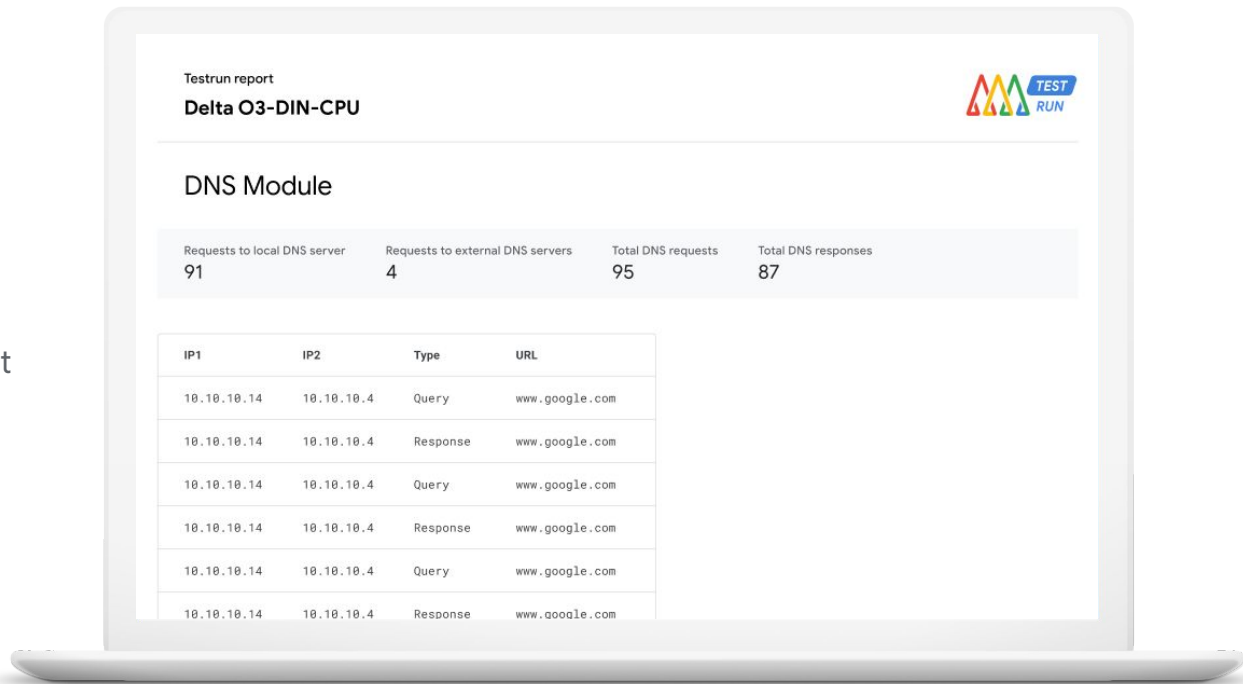 Testrun report
Delta O3-DIN-CPU
TEST
RUN
DNS Module
Requests to local DNS server Requests to external DNS servers Total DNS requests Total DNS responses
91 4 95 87
t
IP1 IP2 Type URL
10.10.10.14 10.10.10.4 Query www.google.com
10.10.10.14 10.10.10.4 Response www.google.com
10.10.10.14 10.10.10.4 Query www.google.com
10.10.10.14 10.10.10.4 Response www.google.com
10.10.10.14 10.10.10.4 Query www.google.com
10.10.10.14 10.10.10.4 Response www.google.com